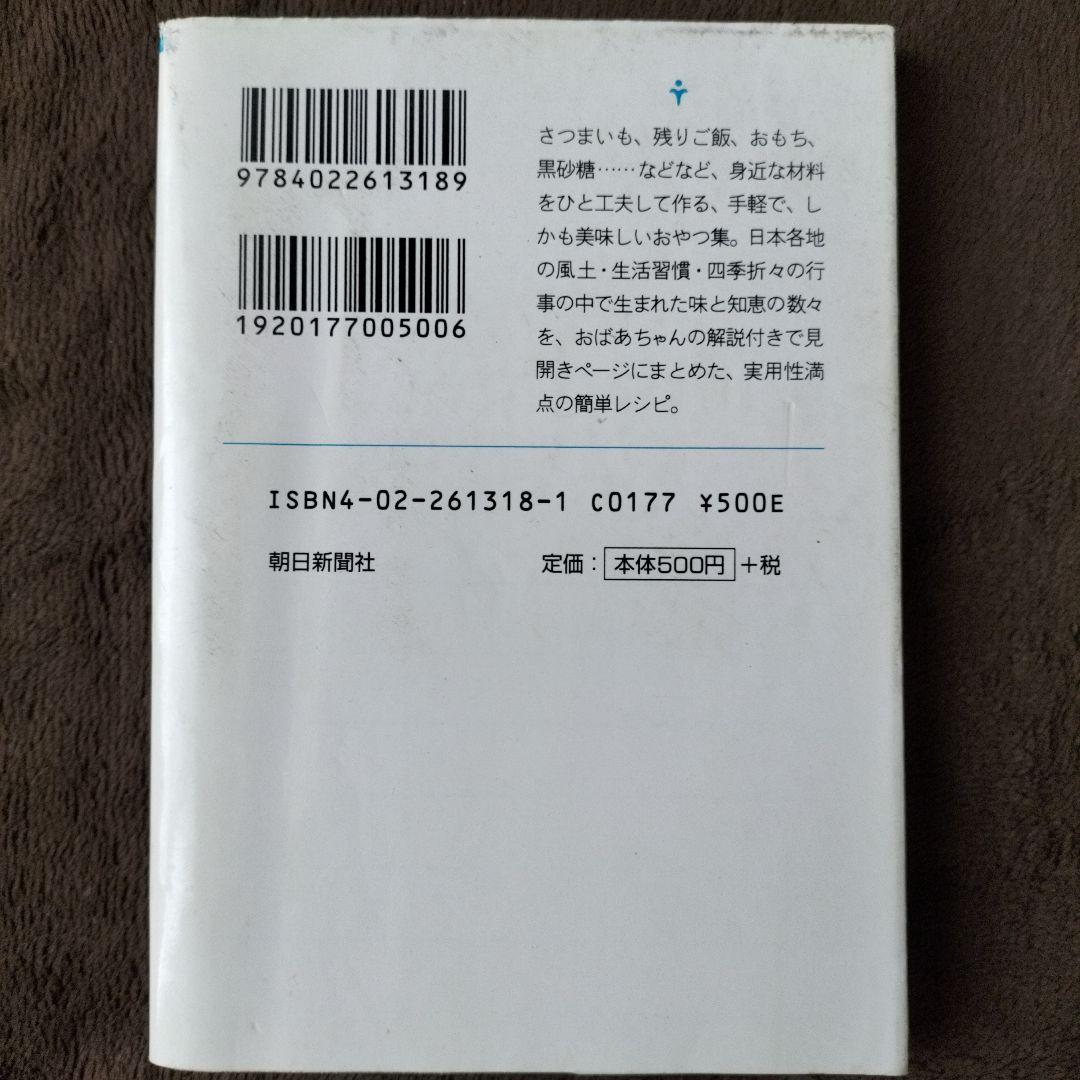 9784022613189
1920177005006
さつまいも、残りご飯、おもち、
黒砂糖……などなど、身近な材料
をひと工夫して作る、手軽で、し
かも美味しいおやつ集。日本各地
の風土・生活習慣・四季折々の行
事の中で生まれた味と知恵の数々
を、おばあちゃんの解説付きで見
開きページにまとめた、実用性満
点の簡単レシピ。
ISBN4-02-261318-1 C0177 ¥500E
朝日新聞社 定価：本体500円+税